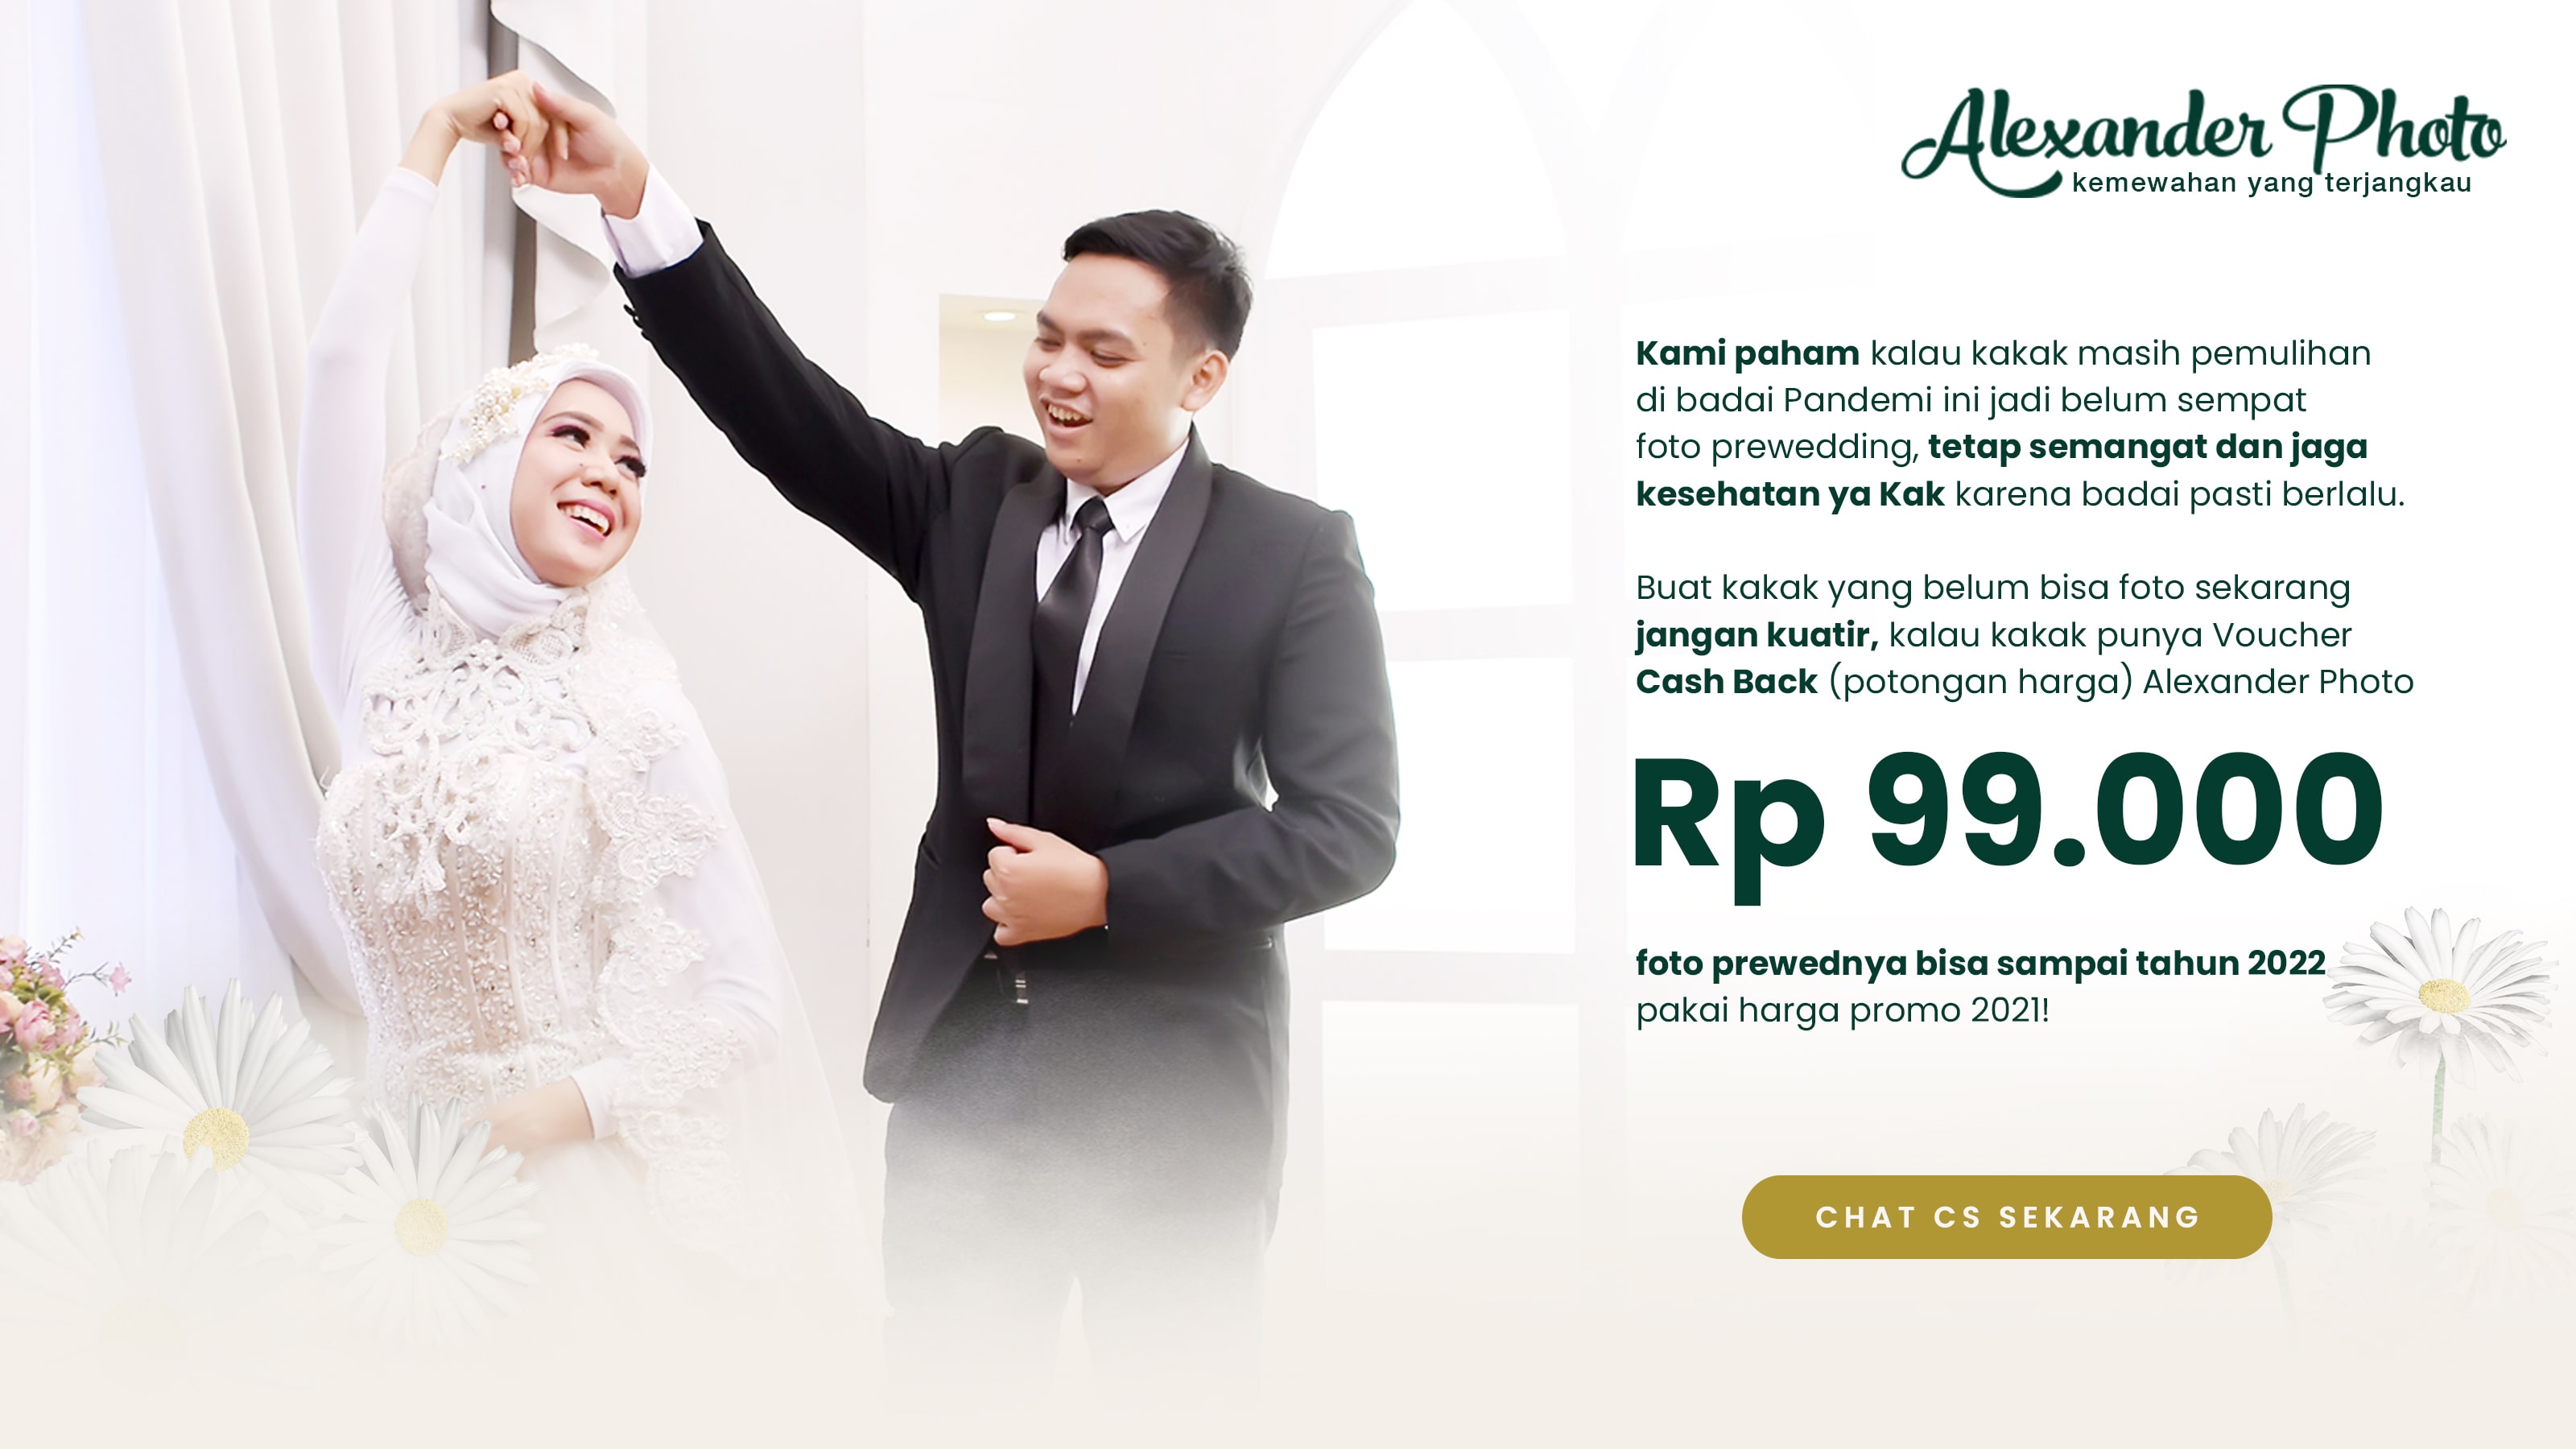 Alexander Photo
kemewahan yang terjangkau
Kami paham kalau kakak masih pemulihan
di badai Pandemi ini jadi belum sempat
foto prewedding, tetap semangat dan jaga
kesehatan ya Kak karena badai pasti berlalu.
Buat kakak yang belum bisa foto sekarang
jangan kuatir, kalau kakak punya Voucher
Cash Back (potongan harga) Alexander Photo
Rp 99.000
foto prewednya bisa sampai tahun 2022
pakai harga promo 2021!
CHAT CS SEKARANG